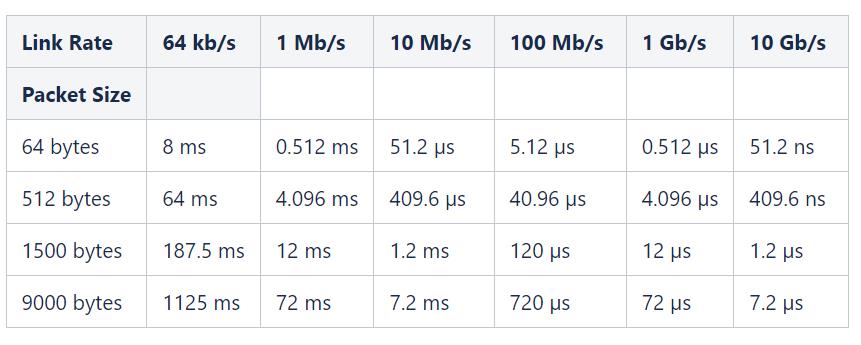 Link Rate 64 kb/s 1 Mb/s 10 Mb/s 100 Mb/s 1 Gb/s 10 Gb/s
Packet Size
64 bytes 8 ms 0.512 ms 51.2 µs 5.12 µs 0.512 µs 51.2 ns
512 bytes 64 ms 4.096 ms 409.6 µs 40.96 µs 4.096 µs 409.6 ns
1500 bytes 187.5 ms 12 ms 1.2 ms 120 µs 12 µs 1.2 µs
9000 bytes 1125 ms 72 ms 7.2 ms 720 µs 72 µs 7.2 µs